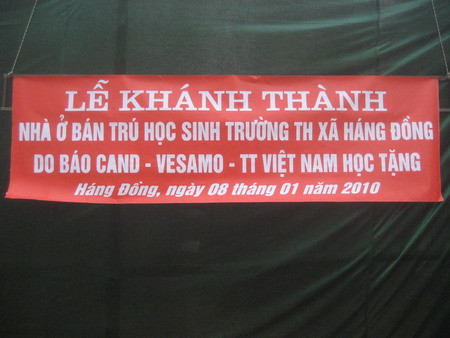 LỄ KHÁNH THÀNH
NHÀ Ở BÁN TRÚ HỌC SINH TRƯỜNG TH XÃ HÁNG ĐỒNG
DO BÁO CAND - VESAMO - TT VIỆT NAM HỌC TẶNG
Háng Đồng, ngày 08 tháng 01 năm 2010